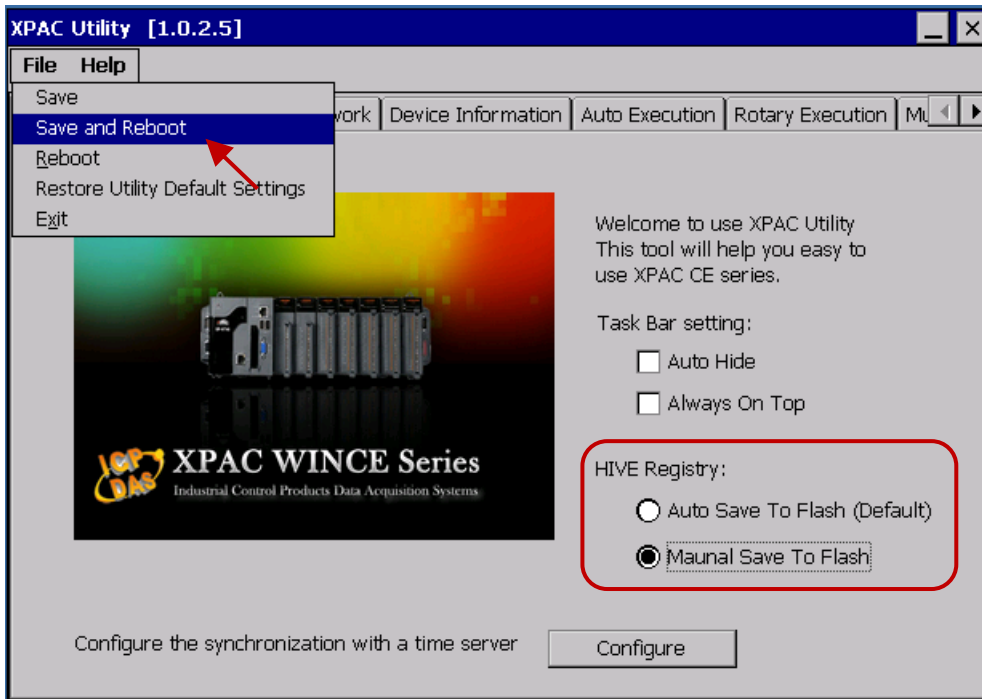 XPAC Utility [1.0.2.5]
File Help
Save
Save and Reboot
Reboot
Restore Utility Default Settings
Exit
work Device Information Auto Execution Rotary Execution Mu
Welcome to use XPAC Utility
This tool will help you easy to
use XPAC CE series.
Task Bar setting:
Auto Hide
Always On Top
ICP
DAS
XPAC WINCE Series
Industrial Control Products Data Acquisition Systems
HIVE Registry:
Auto Save To Flash (Default)
Maunal Save To Flash
Configure the synchronization with a time server Configure